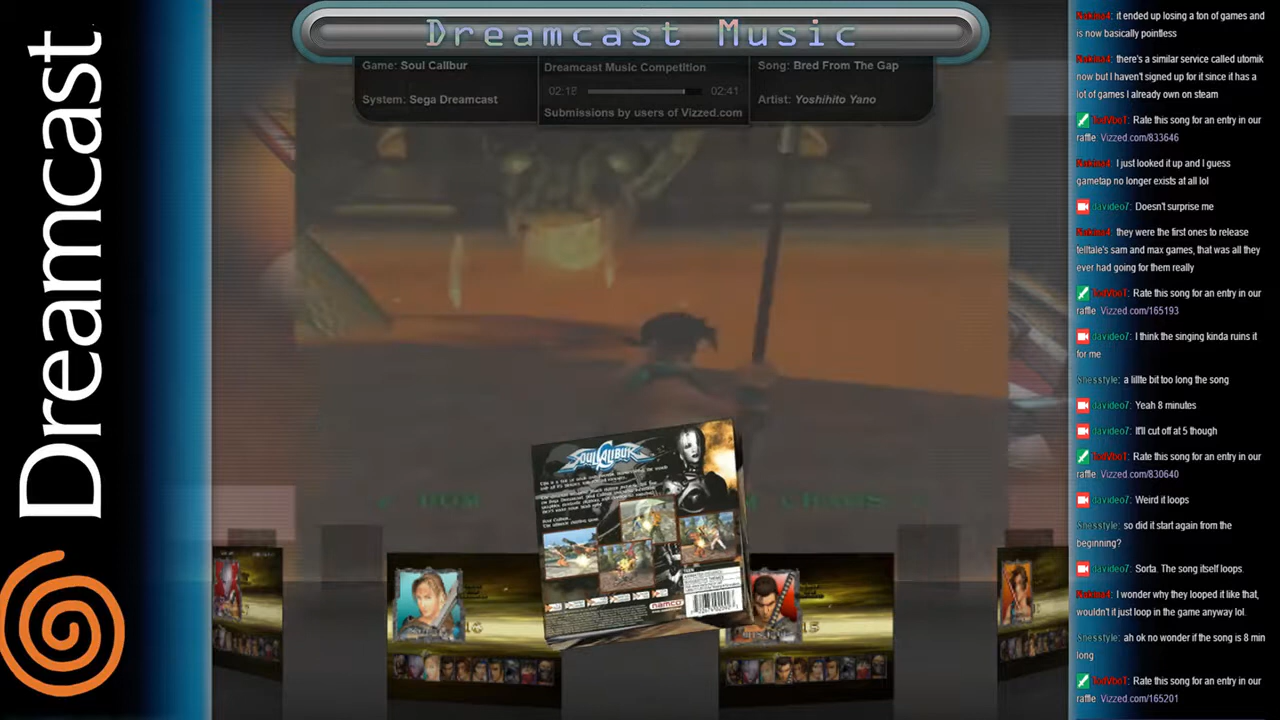 Dreamcast Music
Dreamcast
Game: Soul Calibur
System: Sega Dreamcast
Dreamcast Music Competition
02:18 02:41
Submissions by users of Vizzed.com
Song: Bred From The Gap
Artist: Yoshihito Yano
SOULCALIBUR
namco
Nukina4: it ended up losing a ton of games and
is now basically pointless
Nukina4: there's a similar service called utomik
now but I haven't signed up for it since it has a
lot of games I already own on steam
Rate this song for an entry in our
raffle Vizzed.com/833646
Nukina4: I just looked it up and I guess
gametap no longer exists at all lol
davideo7: Doesn't surprise me
Nukina4: they were the first ones to release
telltale's sam and max games, that was all they
ever had going for them really
Rate this song for an entry in our
raffle Vizzed.com/165193
davideo7: I think the singing kinda ruins it
for me
Snesstyle: a lillte bit too long the song
davideo7: Yeah 8 minutes
davideo7: It'll cut off at 5 though
Rate this song for an entry in our
raffle Vizzed.com/830640
davideo7: Weird it loops
Snesstyle: so did it start again from the
beginning?
davideo7: Sorta. The song itself loops.
Nukina4: I wonder why they looped it like that,
wouldn't it just loop in the game anyway lol
Snesstyle: ah ok no wonder if the song is 8 min
long
Rate this song for an entry in our
raffle Vizzed.com/165201